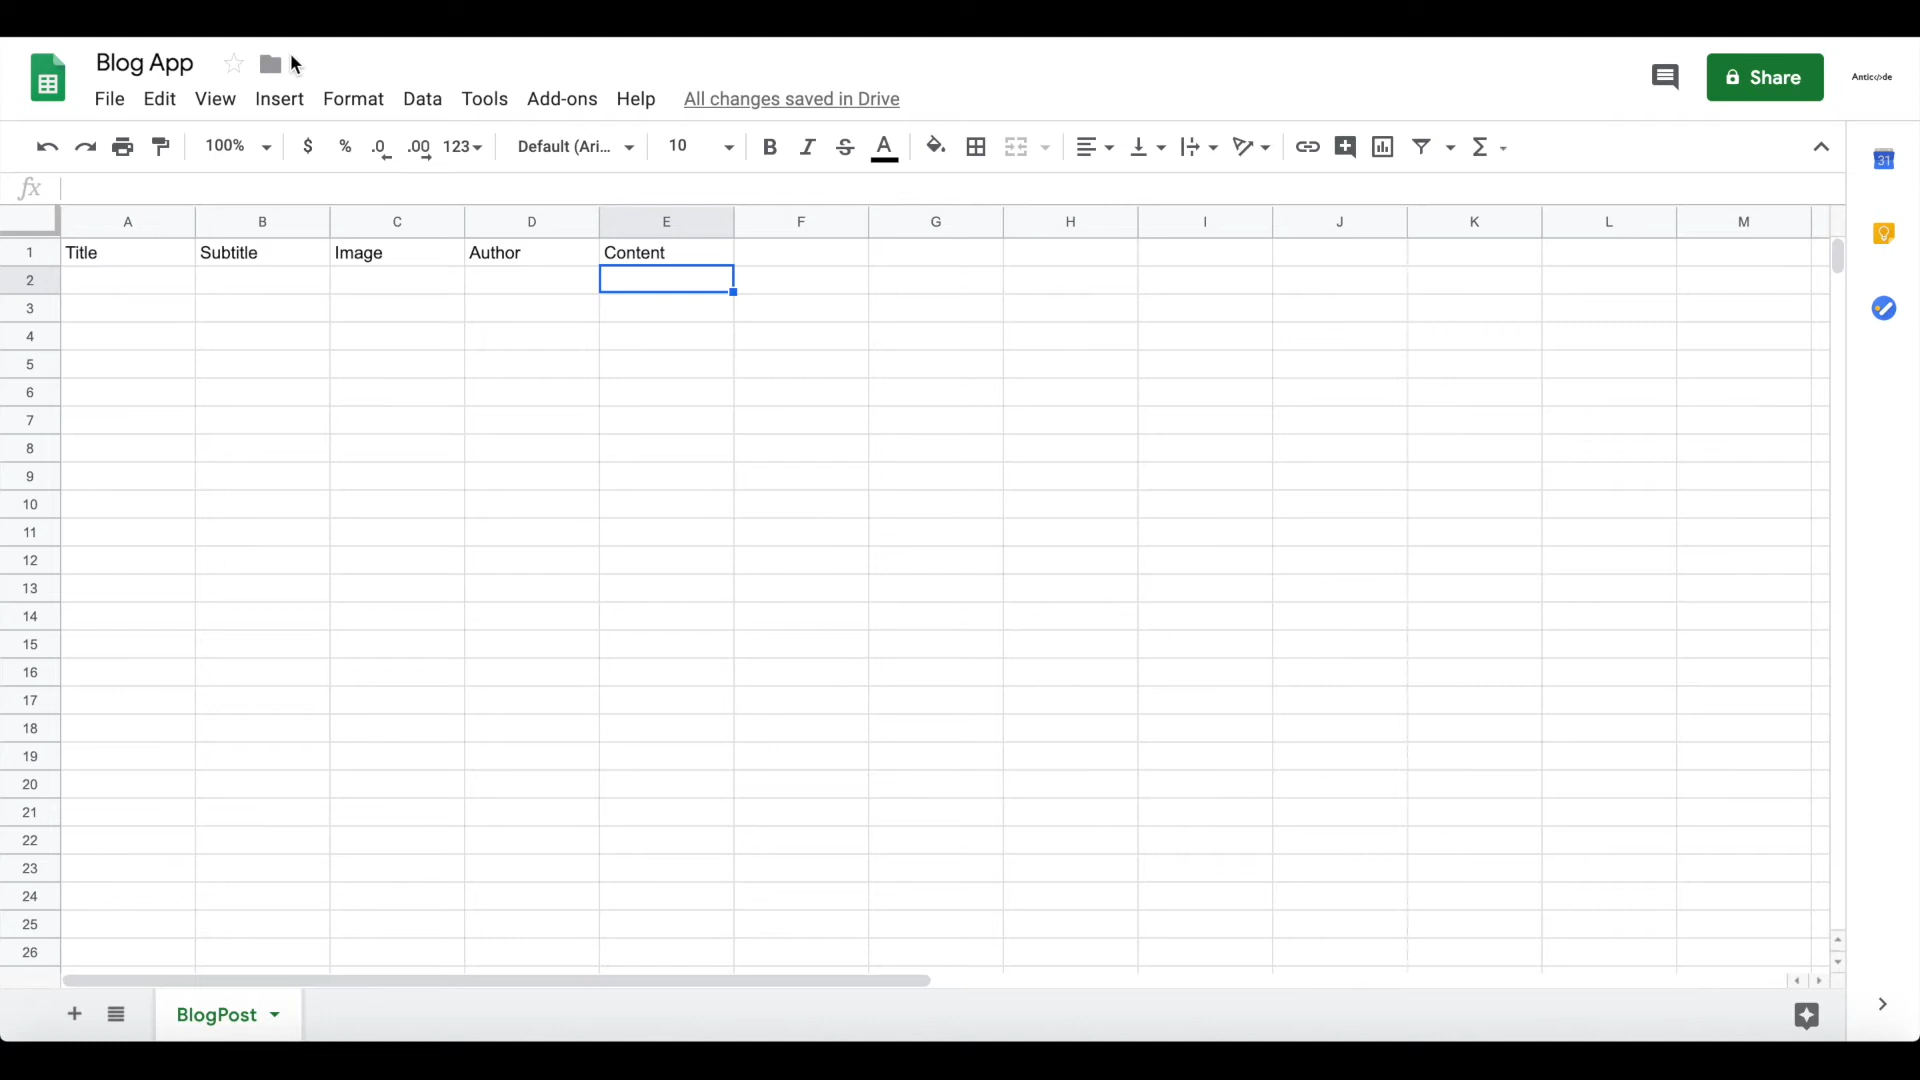 Blog App
File Edit View Insert Format Data Tools Add-ons Help All changes saved in Drive
Share
Antic</>de
100% $ % .0 .00 123 Default (Ari... 10 B I S A Σ
31
fx
A B C D E F G H I J K L M
1 Title Subtitle Image Author Content
2
3
4
5
6
7
8
9
10
11
12
13
14
15
16
17
18
19
20
21
22
23
24
25
26
BlogPost